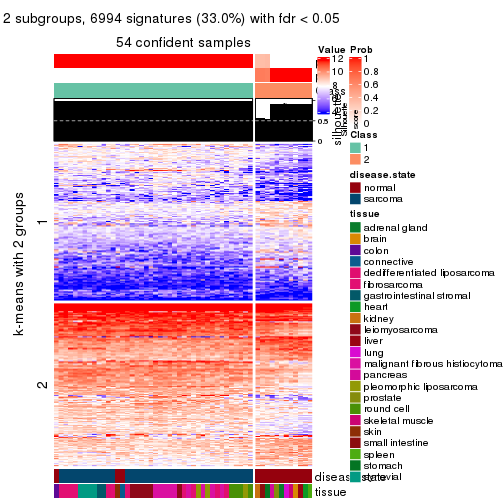 2 subgroups, 6994 signatures (33.0%) with fdr < 0.05
54 confident samples
k-means with 2 groups
1
2
0.5
0
silhouette
score
disease.state
tissue
Value
12
10
8
6
4
Prob
1
0.8
0.6
0.4
0.2
0
Class
1
2
disease.state
normal
sarcoma
tissue
adrenal gland
brain
colon
connective
dedifferentiated liposarcoma
fibrosarcoma
gastrointestinal stromal
heart
kidney
leiomyosarcoma
liver
lung
malignant fibrous histiocytoma
pancreas
pleomorphic liposarcoma
prostate
round cell
skeletal muscle
skin
small intestine
spleen
stomach
synovial